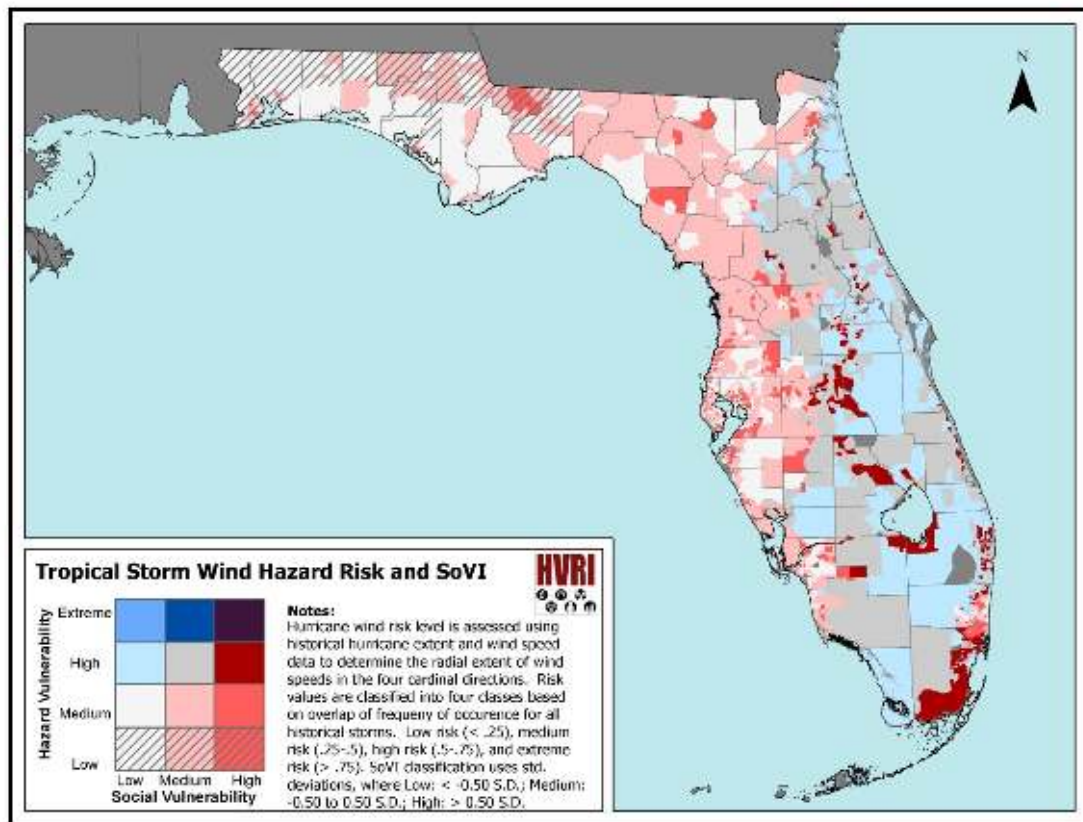 N
Tropical Storm Wind Hazard Risk and SoVI
HVRI
Hazard Vulnerability
Extreme
High
Medium
Low
Low Medium High
Social Vulnerability
Notes:
Hurricane wind risk level is assessed using
historical hurricane extent and wind speed
data to determine the radial extent of wind
speeds in the four cardinal directions. Risk
values are classified into four classes based
on overlap of frequeny of occurence for all
historical storms. Low risk (< .25), medium
risk (.25-.5), high risk (.5-.75), and extreme
risk (> .75). SoVI classification uses std.
deviations, where Low: < -0.50 S.D.; Medium:
-0.50 to 0.50 S.D.; High: > 0.50 S.D.